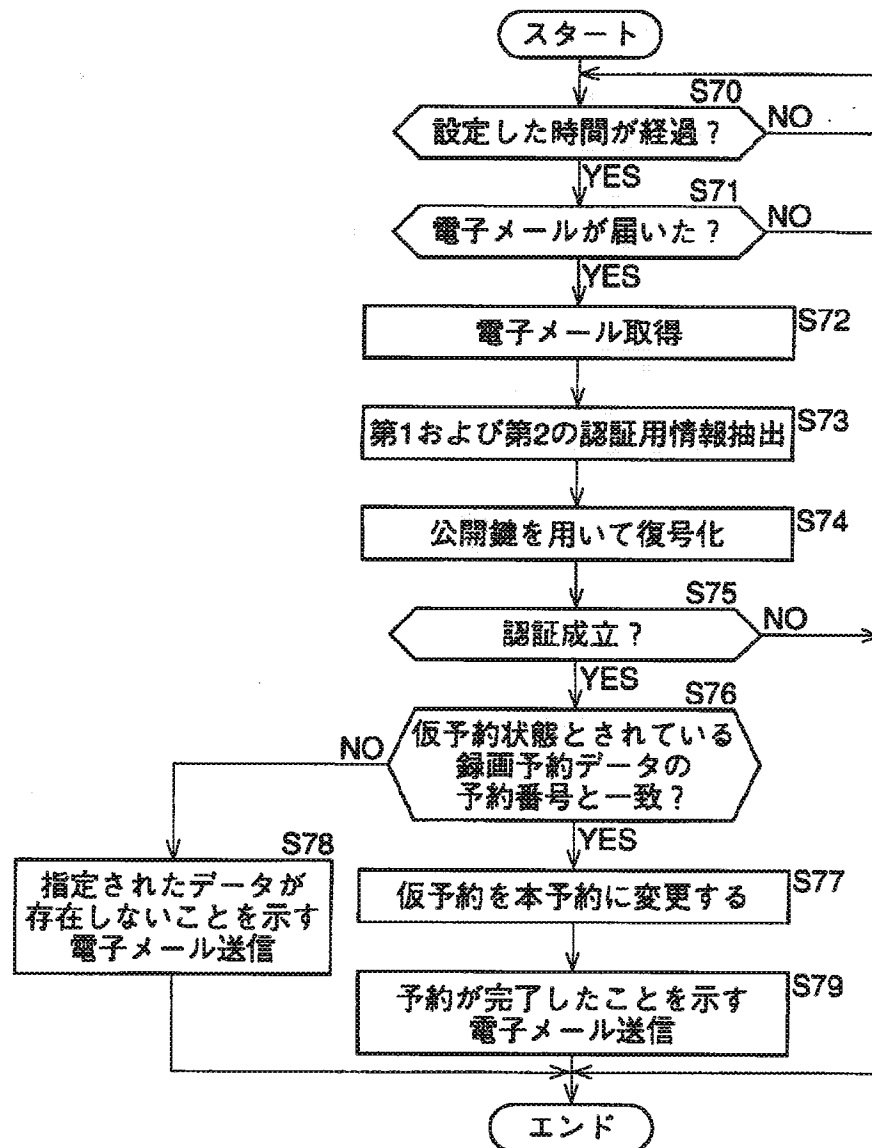 スタート
S70
設定した時間が経過？
NO
YES
S71
電子メールが届いた？
NO
YES
電子メール取得
S72
第1および第2の認証用情報抽出
S73
公開鍵を用いて復号化
S74
S75
認証成立？
NO
YES
S76
NO
仮予約状態とされている
録画予約データの
予約番号と一致？
YES
S78
指定されたデータが
存在しないことを示す
電子メール送信
仮予約を本予約に変更する
S77
予約が完了したことを示す
電子メール送信
S79
エンド